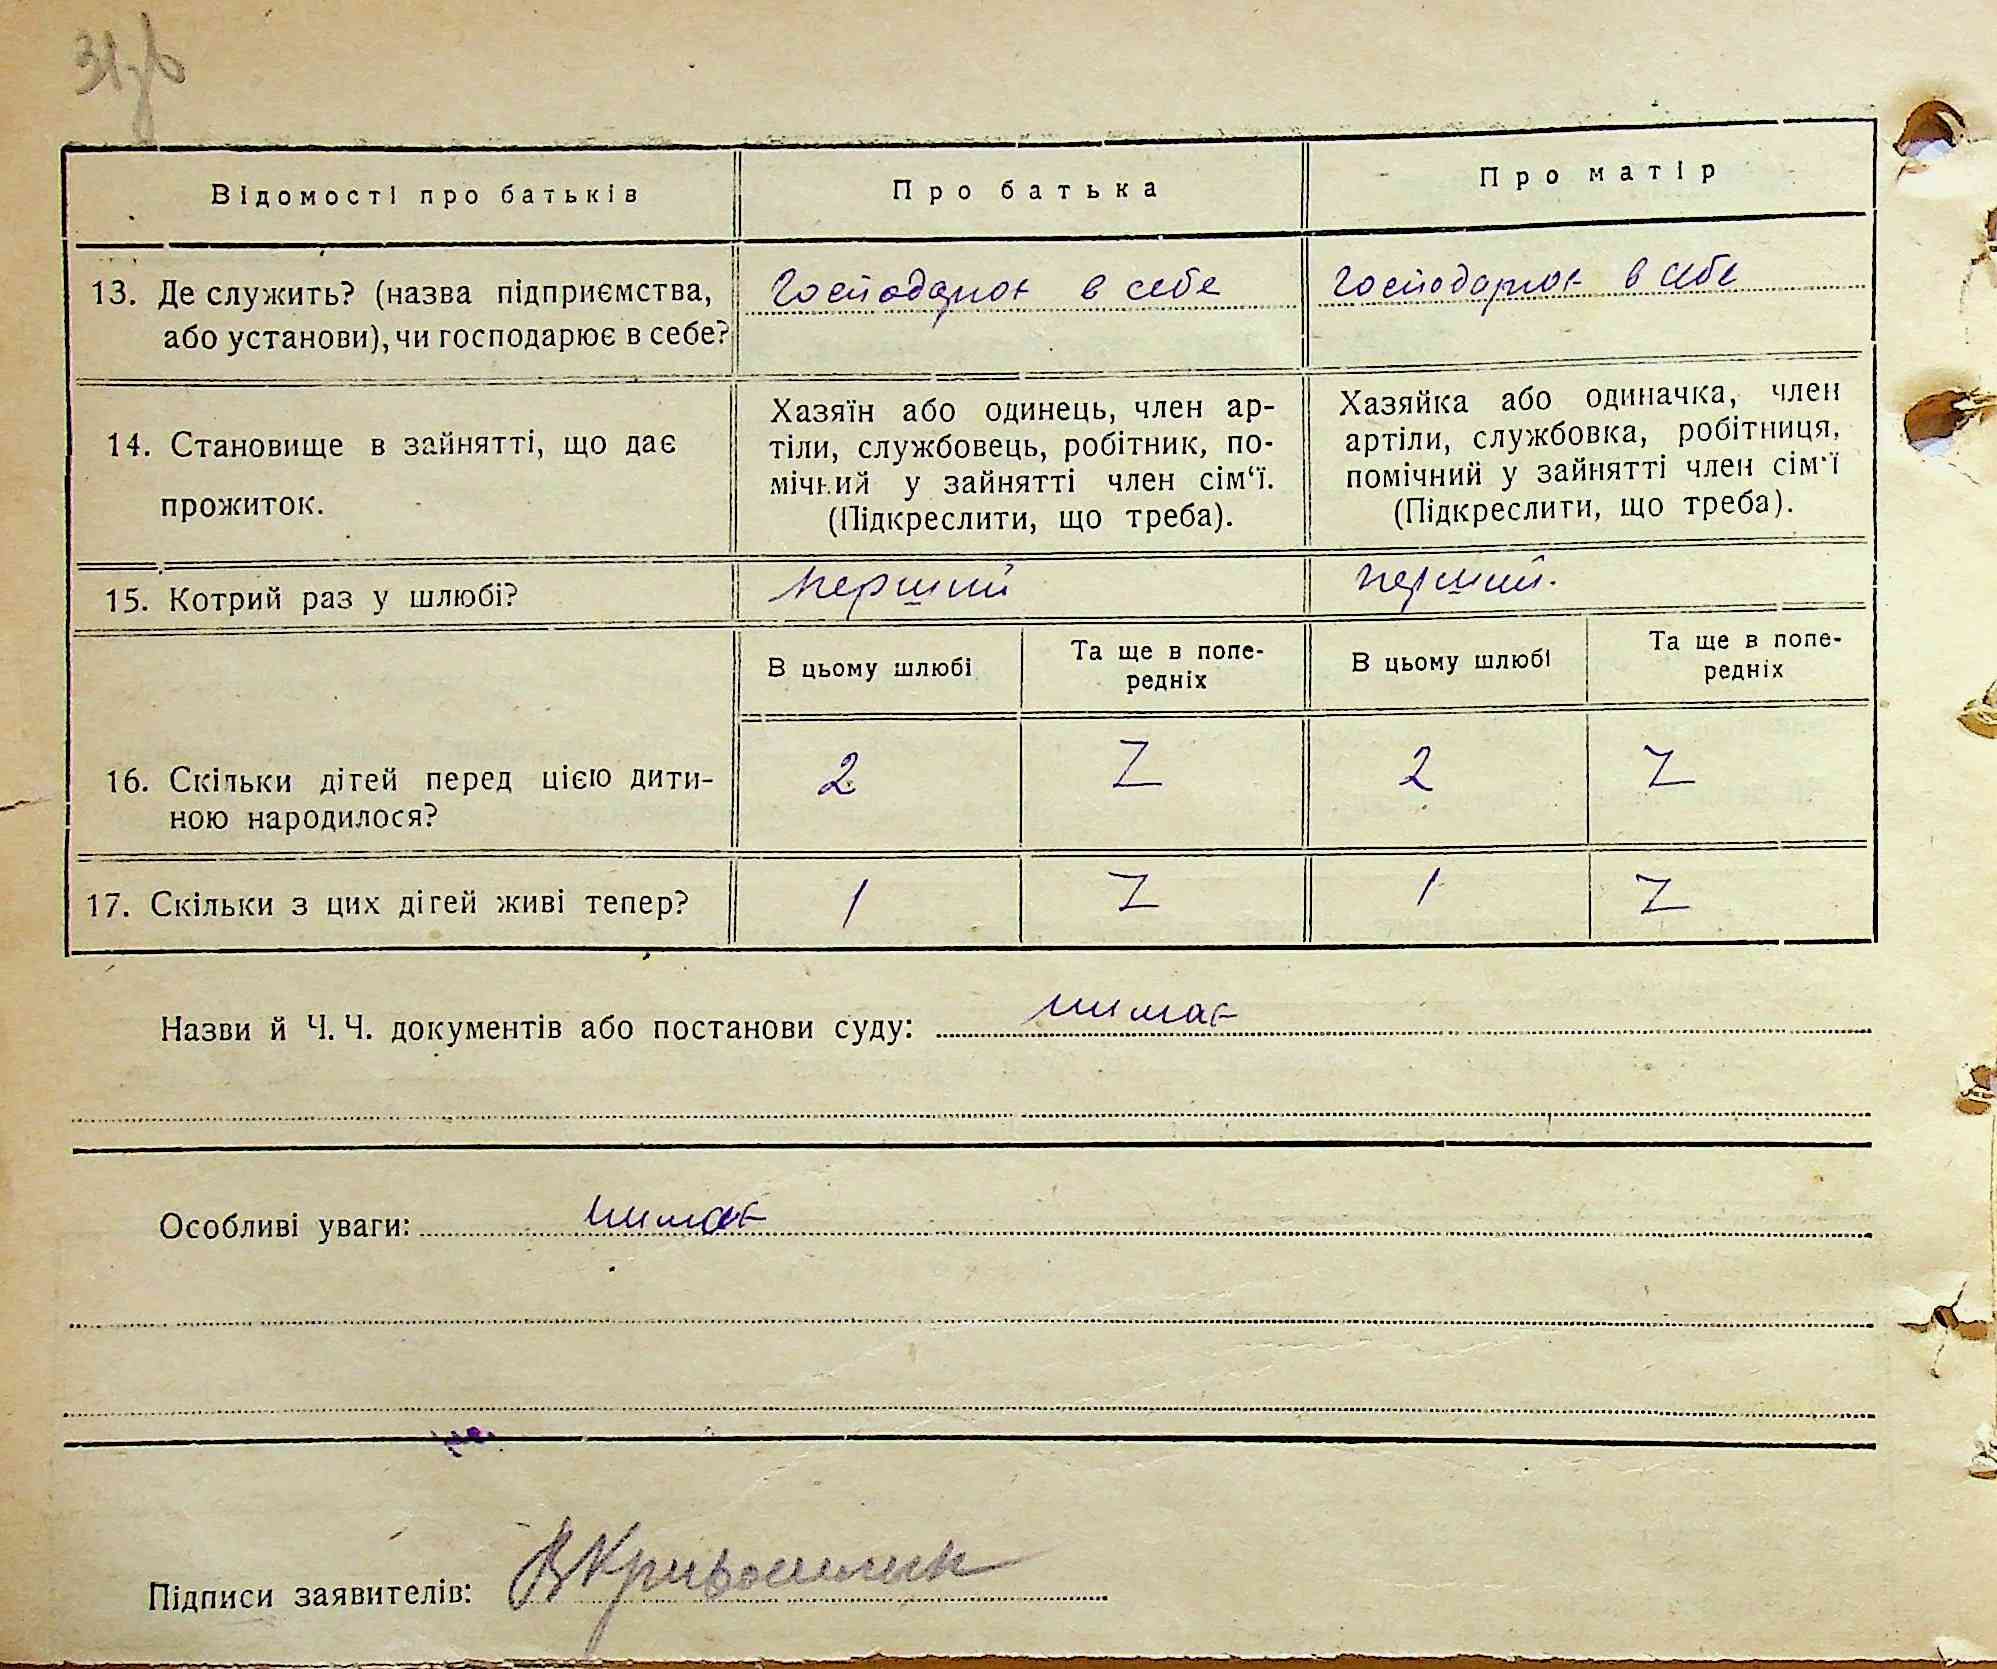 31
Відомості про батьків
Про батька
Про матір
13. Де служить? (назва підприємства,
або установи), чи господарює в себе?
Господарює в себе
Господарює в себе
14. Становище в зайнятті, що дає
прожиток.
Хазяїн або одинець, член ар-
тіли, службовець, робітник, по-
мічний у зайнятті член сім‘ї.
(Підкреслити, що треба).
Хазяйка або одиначка, член
артіли, службовка, робітниця,
помічний у зайнятті член сім‘ї
(Підкреслити, що треба).
15. Котрий раз у шлюбі?
перший
перший.
В цьому шлюбі
Та ще в попе-
редніх
В цьому шлюбі
Та ще в попе-
редніх
16. Скільки дітей перед цією дити-
ною народилося?
2
Z
2
Z
17. Скільки з цих дітей живі тепер?
1
Z
1
Z
Назви й Ч. Ч. документів або постанови суду: нимає
Особливі уваги: нимає
Підписи заявителів: